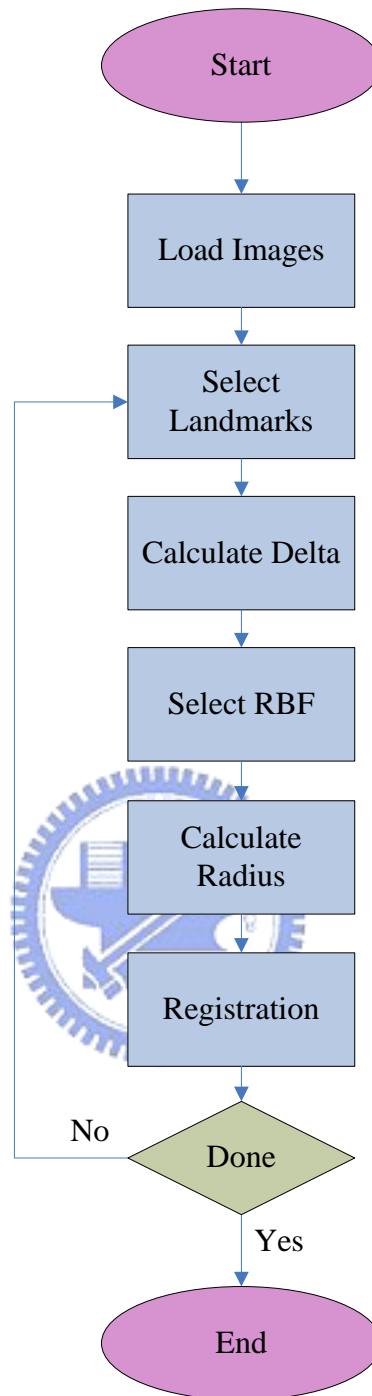 Start
Load Images
Select
Landmarks
Calculate Delta
Select RBF
Calculate
Radius
Registration
No
Done
Yes
End